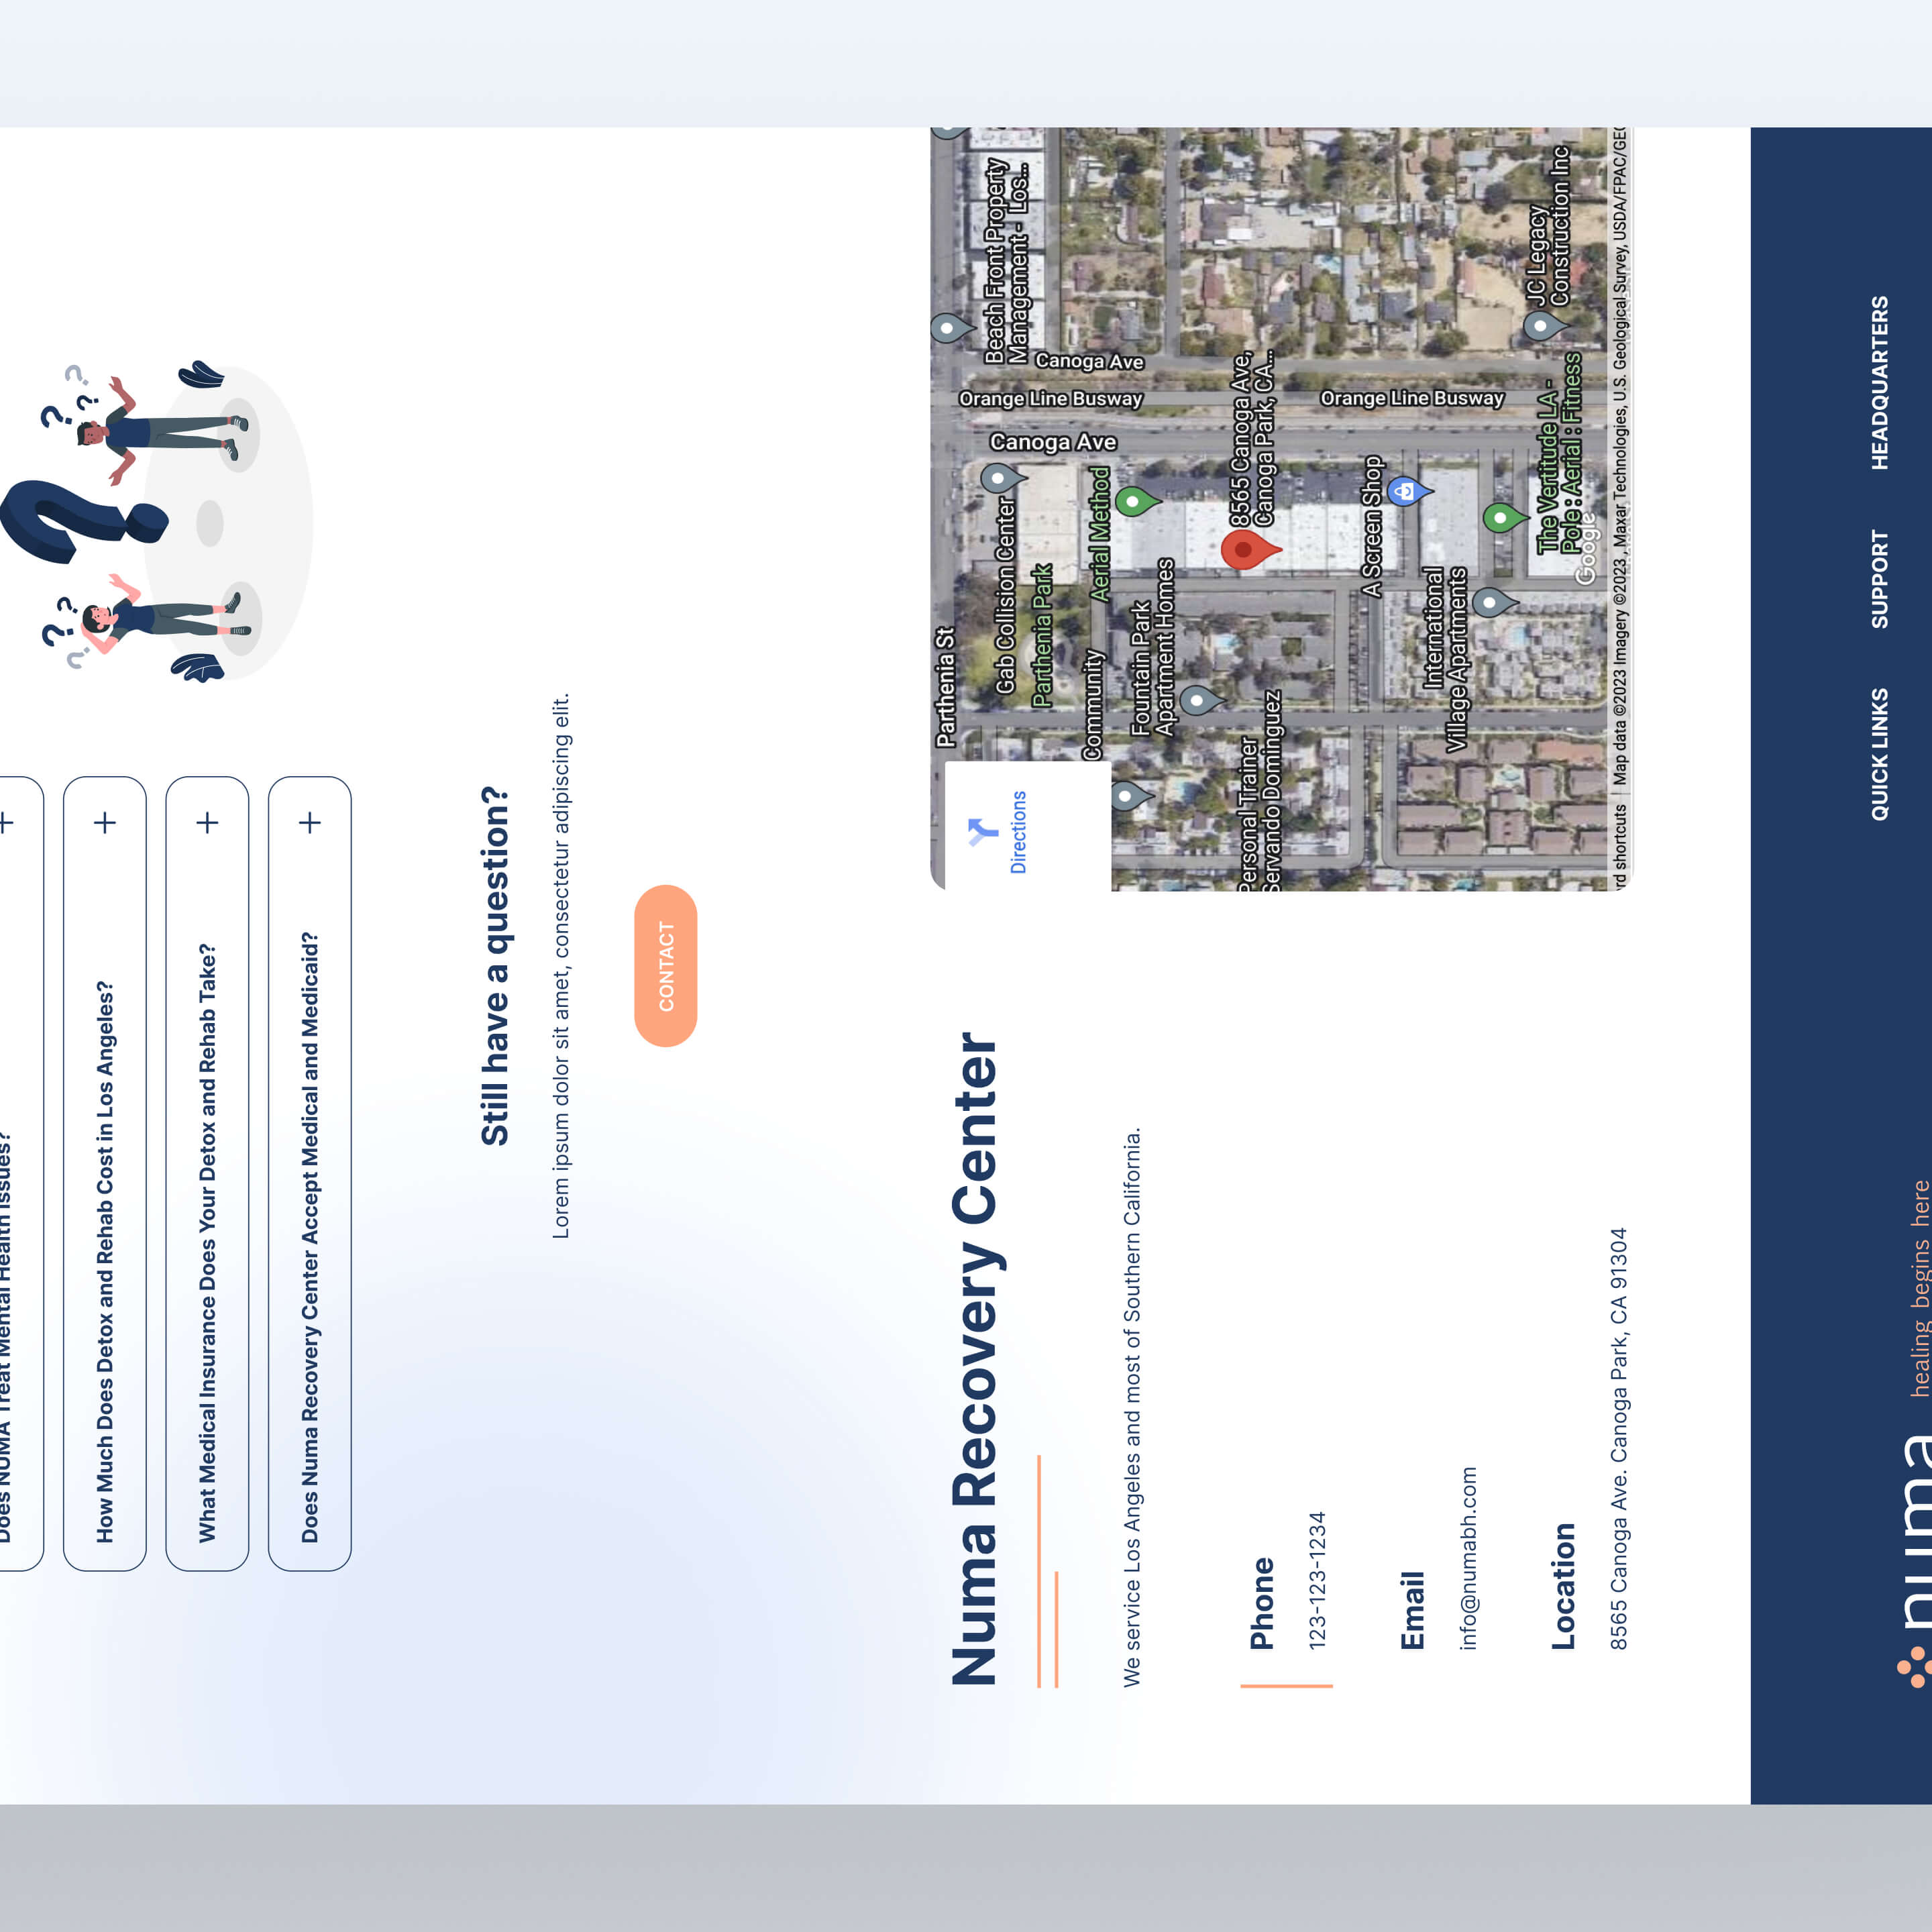 Does NUMA Treat Mental Health Issues?
How Much Does Detox and Rehab Cost in Los Angeles?
What Medical Insurance Does Your Detox and Rehab Take?
Does Numa Recovery Center Accept Medical and Medicaid?
Still have a question?
Lorem ipsum dolor sit amet, consectetur adipiscing elit.
CONTACT
Numa Recovery Center
We service Los Angeles and most of Southern California.
Phone
123-123-1234
Email
info@numabh.com
Location
8565 Canoga Ave. Canoga Park, CA 91304
Directions
Parthenia St
Gab Collision Center
Parthenia Park
Community
Aerial Method
Fountain Park
Apartment Homes
Personal Trainer
Servando Dominguez
Beach Front Property
Management - Los...
Canoga Ave
Orange Line Busway
Orange Line Busway
Canoga Ave
8565 Canoga Ave,
Canoga Park, CA...
A Screen Shop
International
Village Apartments
The Vertitude LA -
Pole : Aerial : Fitness
JC Legacy
Construction Inc
Google
shortcuts
Map data ©2023 Imagery ©2023 , Maxar Technologies, U.S. Geological Survey, USDA/FPAC/GEO
numa
healing begins here
QUICK LINKS
SUPPORT
HEADQUARTERS